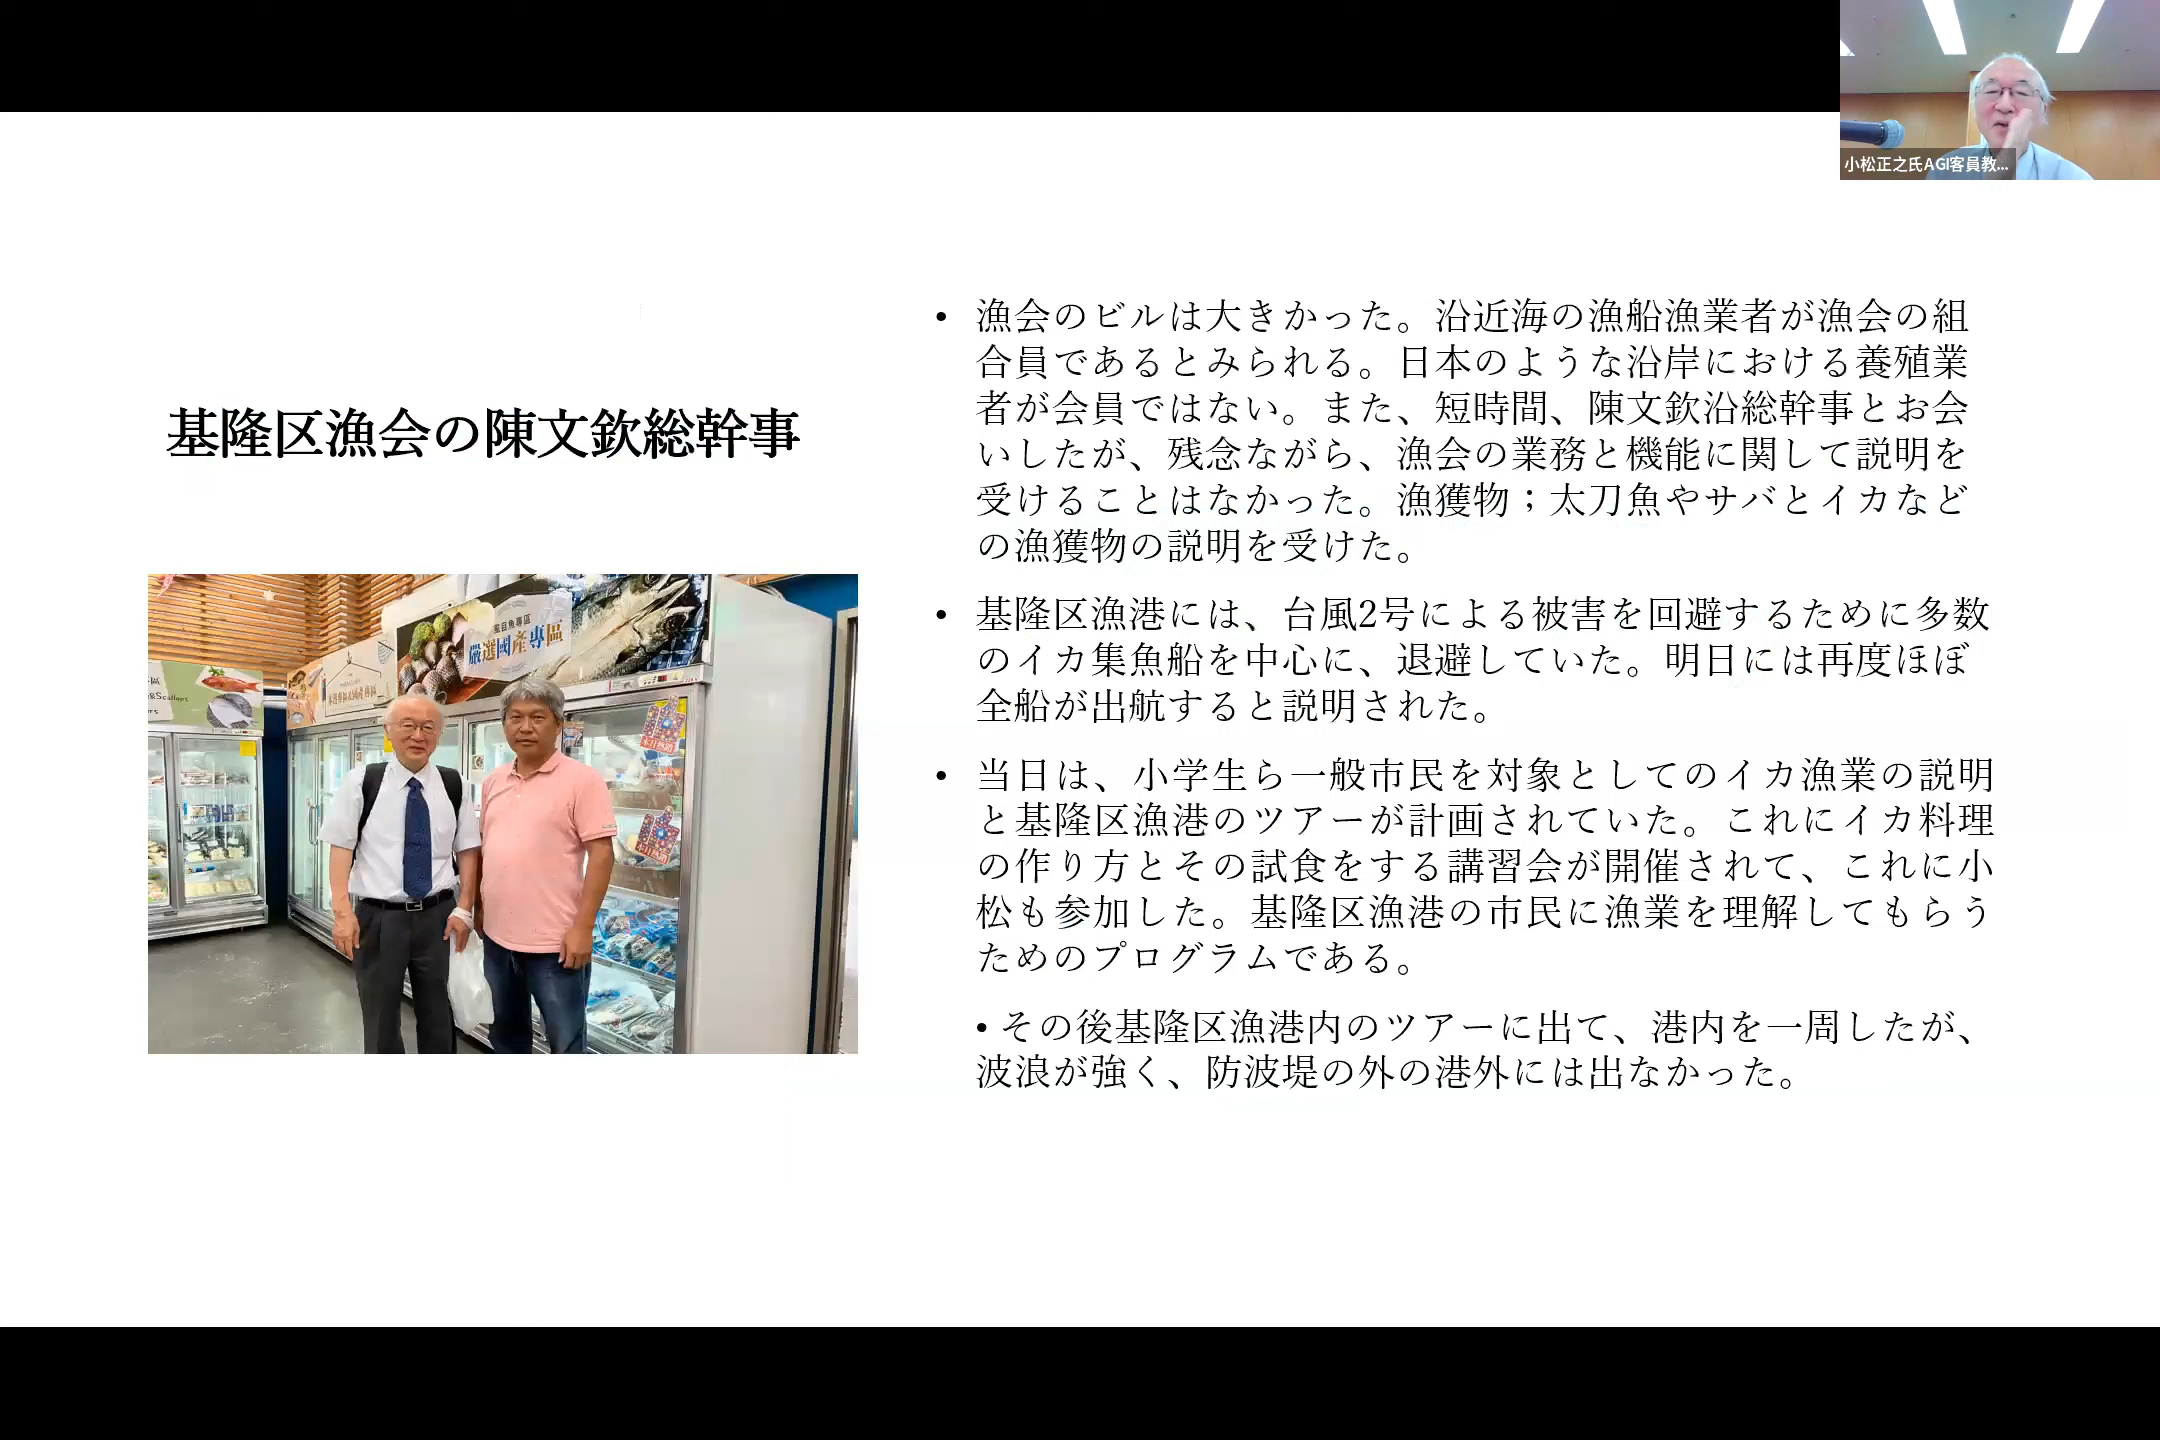 小松正之氏AGI客員教...
基隆区漁会の陳文欽総幹事
風目魚專區
嚴選國產專區
&Scallops
• 漁会のビルは大きかった。沿近海の漁船漁業者が漁会の組
合員であるとみられる。日本のような沿岸における養殖業
者が会員ではない。また、短時間、陳文欽沿総幹事とお会
いしたが、残念ながら、漁会の業務と機能に関して説明を
受けることはなかった。漁獲物；太刀魚やサバとイカなど
の漁獲物の説明を受けた。
• 基隆区漁港には、台風2号による被害を回避するために多数
のイカ集魚船を中心に、退避していた。明日には再度ほぼ
全船が出航すると説明された。
• 当日は、小学生ら一般市民を対象としてのイカ漁業の説明
と基隆区漁港のツアーが計画されていた。これにイカ料理
の作り方とその試食をする講習会が開催されて、これに小
松も参加した。基隆区漁港の市民に漁業を理解してもらう
ためのプログラムである。
• その後基隆区漁港内のツアーに出て、港内を一周したが、
波浪が強く、防波堤の外の港外には出なかった。